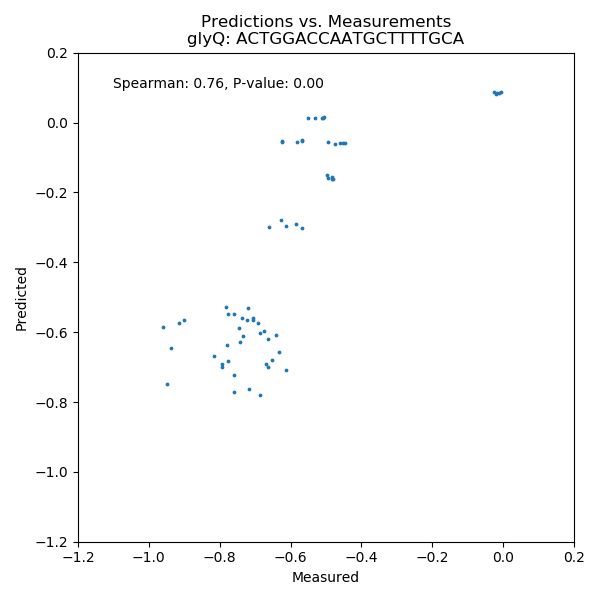 Predictions vs. Measurements
glyQ: ACTGGACCAATGCTTTTGCA
Spearman: 0.76, P-value: 0.00
0.2
0.0
−0.2
−0.4
−0.6
−0.8
−1.0
−1.2
Predicted
−1.2 −1.0 −0.8 −0.6 −0.4 −0.2 0.0 0.2
Measured